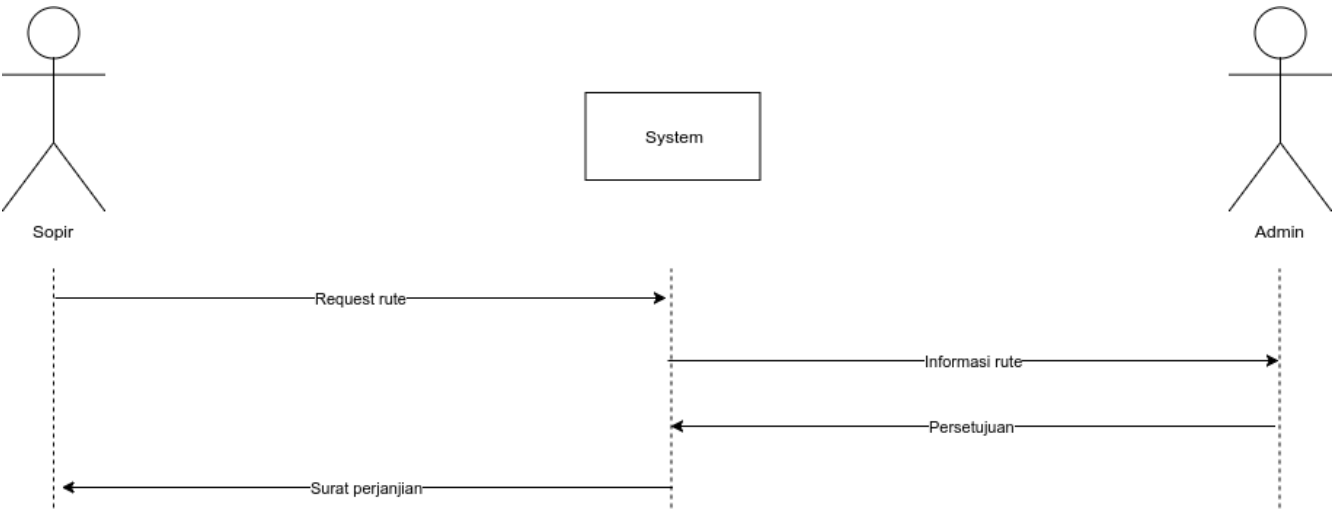 System
Sopir
Admin
Request rute
Informasi rute
Persetujuan
Surat perjanjian